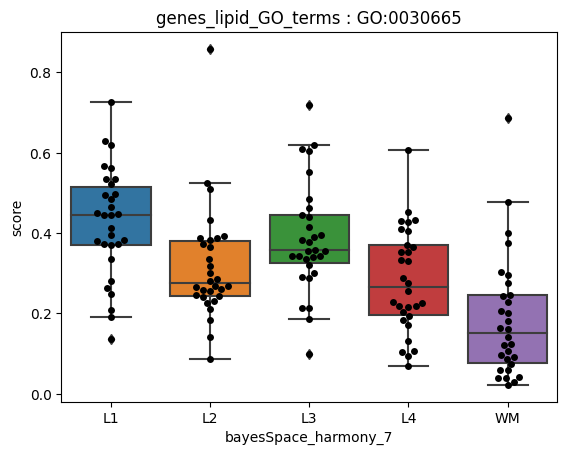 genes_lipid_GO_terms : GO:0030665
0.8
0.6
0.4
0.2
0.0
score
L1 L2 L3 L4 WM
bayesSpace_harmony_7